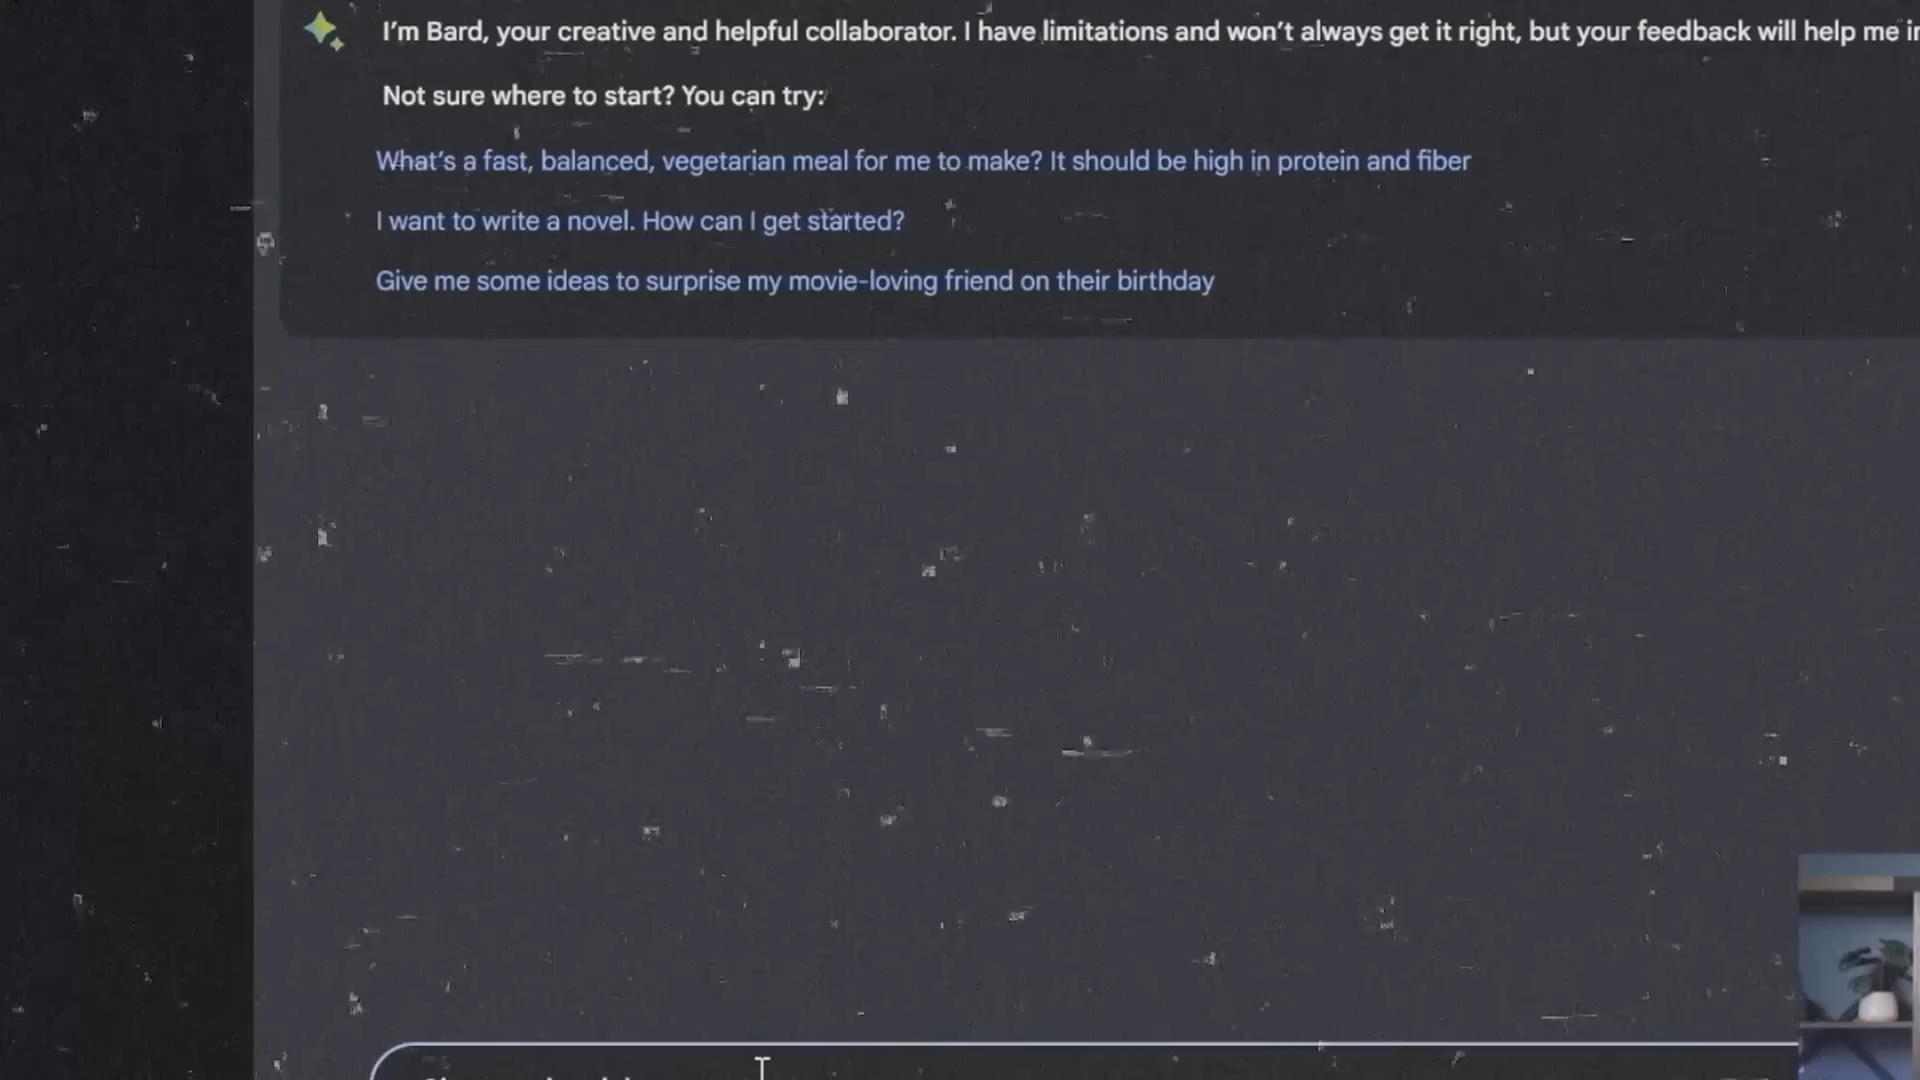 I’m Bard, your creative and helpful collaborator. I have limitations and won’t always get it right, but your feedback will help me
Not sure where to start? You can try:
What’s a fast, balanced, vegetarian meal for me to make? It should be high in protein and fiber
I want to write a novel. How can I get started?
Give me some ideas to surprise my movie-loving friend on their birthday